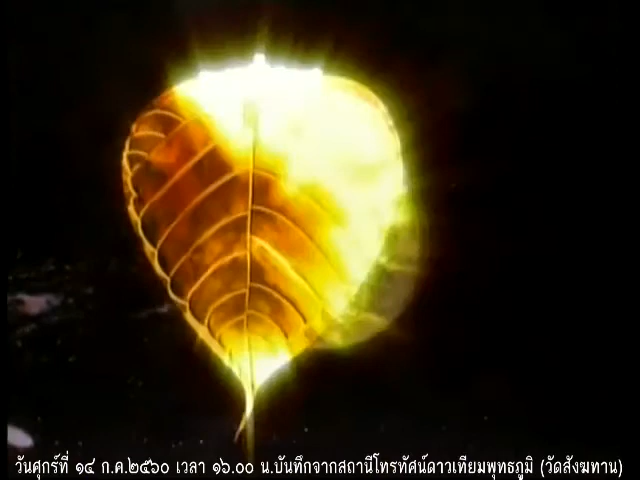 วันศุกร์ที่ ๑๔ ก.ค.๒๕๖๐ เวลา ๑๖.๐๐ น.บันทึกจากสถานีโทรทัศน์ดาวเทียมพุทธภูมิ (วัดสังฆทาน)